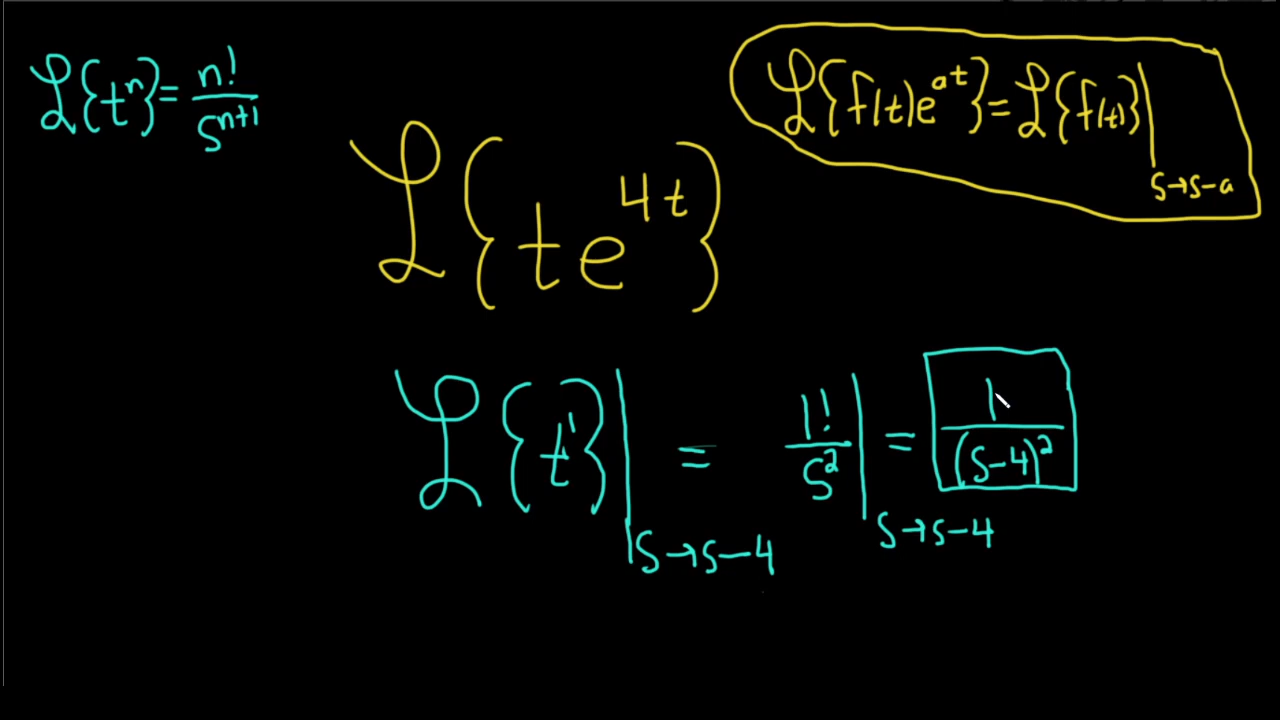 ℒ{tⁿ} = n!/sⁿ⁺¹
ℒ{f(t)e^{at}} = ℒ{f(t)}|_{s→s-a}
ℒ{te^{4t}}
ℒ{t¹}|_{s→s-4} = 1!/s²|_{s→s-4} = 1/(s-4)²